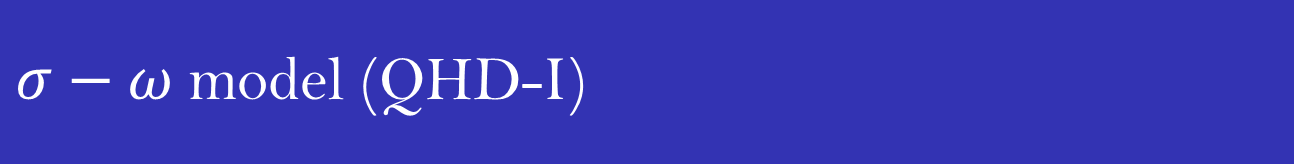 σ − ω model (QHD-I)